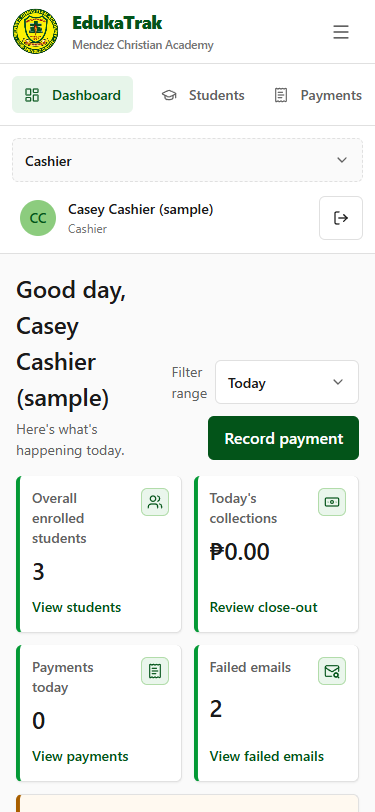 EdukaTrak
Mendez Christian Academy
Dashboard
Students
Payments
Cashier
CC
Casey Cashier (sample)
Cashier
Good day,
Casey
Cashier
(sample)
Here's what's
happening today.
Filter
range
Today
Record payment
Overall
enrolled
students
3
View students
Today's
collections
₱0.00
Review close-out
Payments
today
0
View payments
Failed emails
2
View failed emails